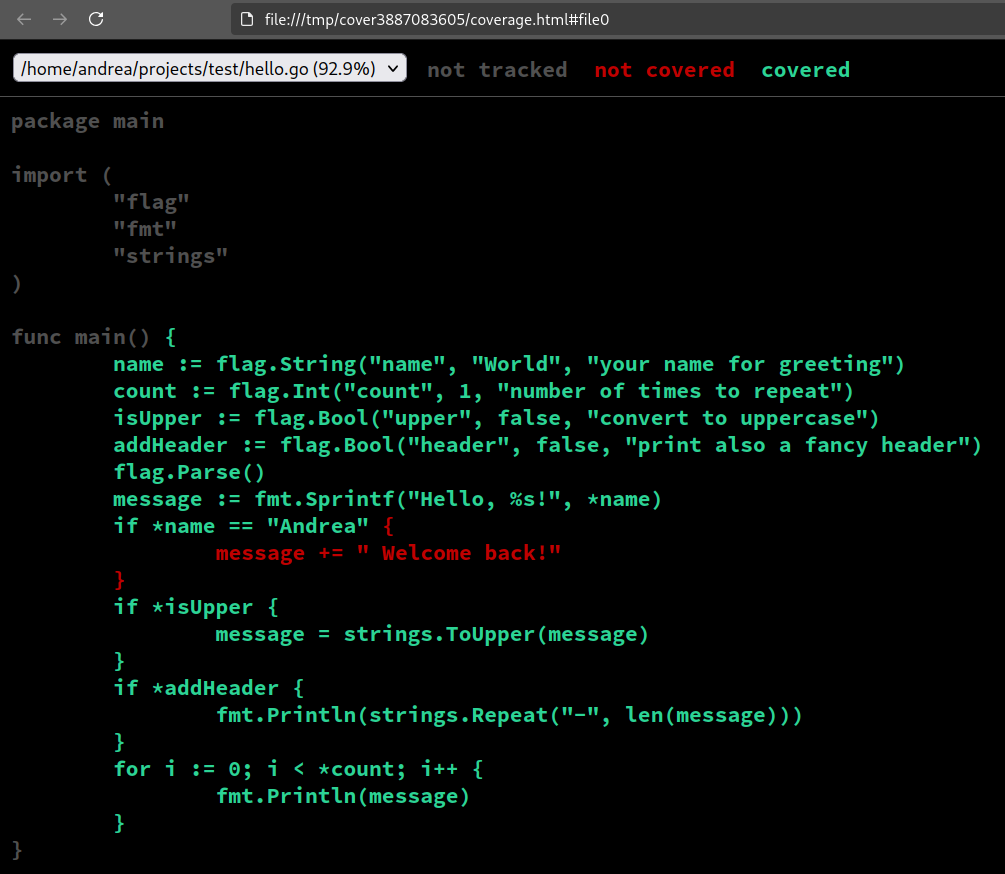 file:///tmp/cover3887083605/coverage.html#file0
/home/andrea/projects/test/hello.go (92.9%) not tracked not covered covered
package main
import (
"flag"
"fmt"
"strings"
)
func main() {
name := flag.String("name", "World", "your name for greeting")
count := flag.Int("count", 1, "number of times to repeat")
isUpper := flag.Bool("upper", false, "convert to uppercase")
addHeader := flag.Bool("header", false, "print also a fancy header")
flag.Parse()
message := fmt.Sprintf("Hello, %s!", *name)
if *name == "Andrea" {
message += " Welcome back!"
}
if *isUpper {
message = strings.ToUpper(message)
}
if *addHeader {
fmt.Println(strings.Repeat("-", len(message)))
}
for i := 0; i < *count; i++ {
fmt.Println(message)
}
}